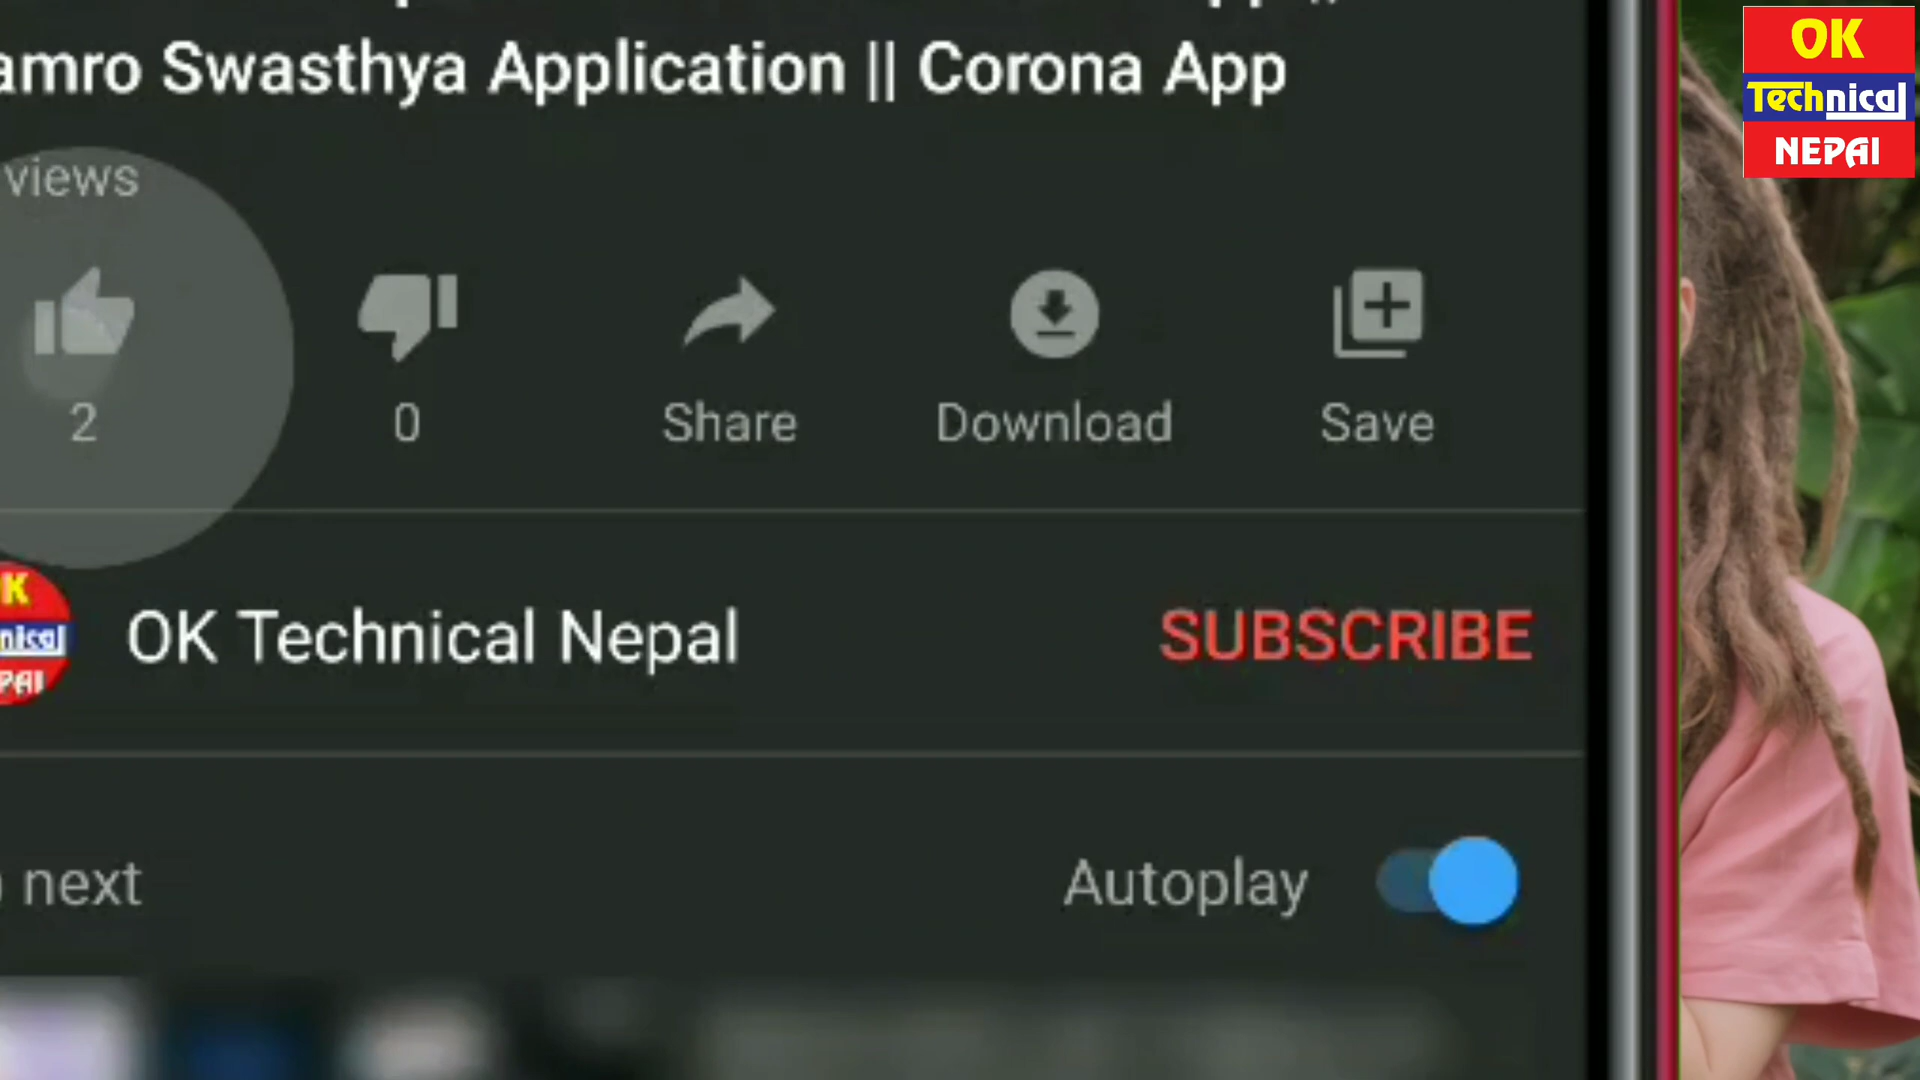 Swasthya Application || Corona App
views
2
0
Share
Download
Save
OK Technical Nepal
SUBSCRIBE
next
Autoplay
OK
Technical
NEPAl